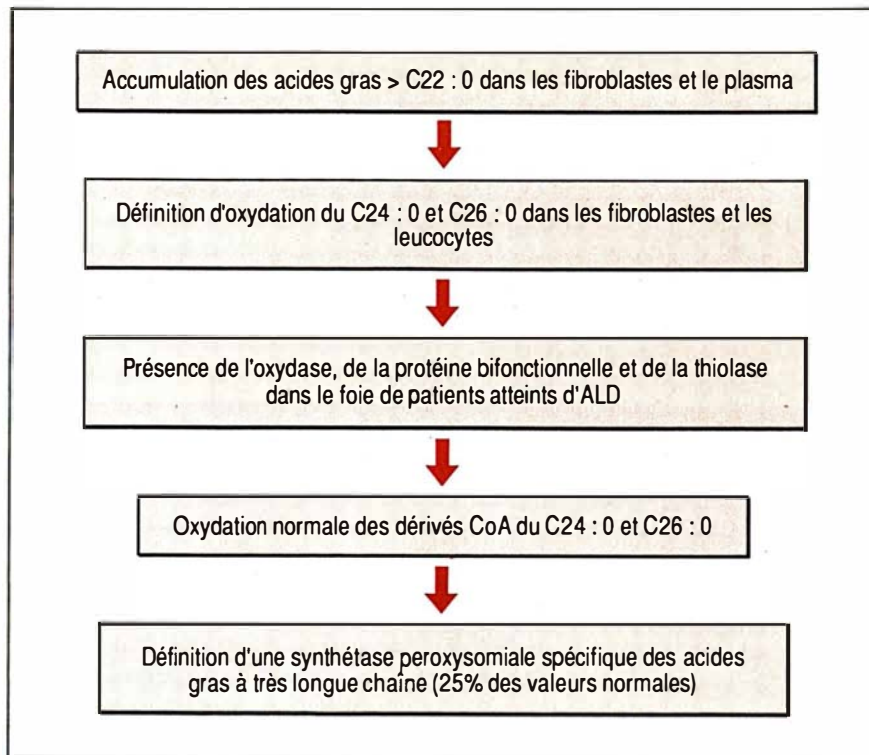 Accumulation des acides gras > C22 : 0 dans les fibroblastes et le plasma
Définition d'oxydation du C24 : 0 et C26 : 0 dans les fibroblastes et les
leucocytes
Présence de l'oxydase, de la protéine bifonctionnelle et de la thiolase
dans le foie de patients atteints d'ALD
Oxydation normale des dérivés CoA du C24 : 0 et C26 : 0
Définition d'une synthétase peroxysomiale spécifique des acides
gras à très longue chaîne (25% des valeurs normales)